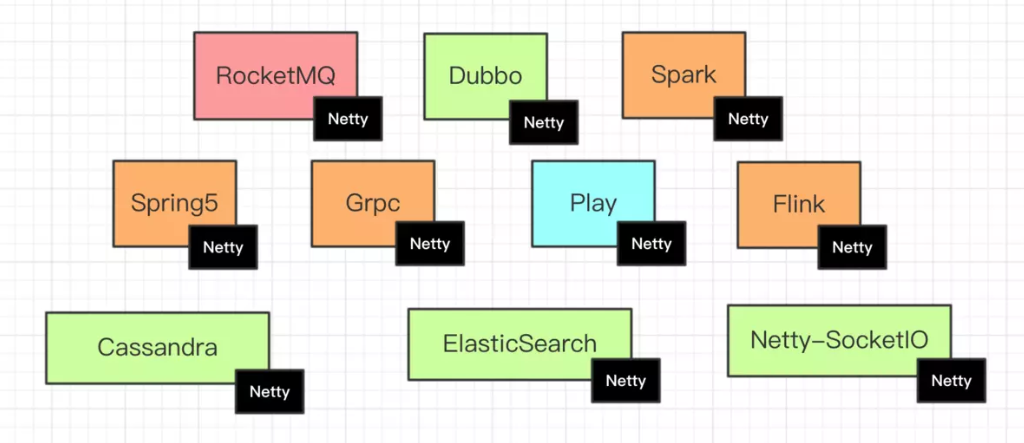 RocketMQ
Netty
Dubbo
Netty
Spark
Netty
Spring5
Netty
Grpc
Netty
Play
Netty
Flink
Netty
Cassandra
Netty
ElasticSearch
Netty
Netty-SocketIO
Netty